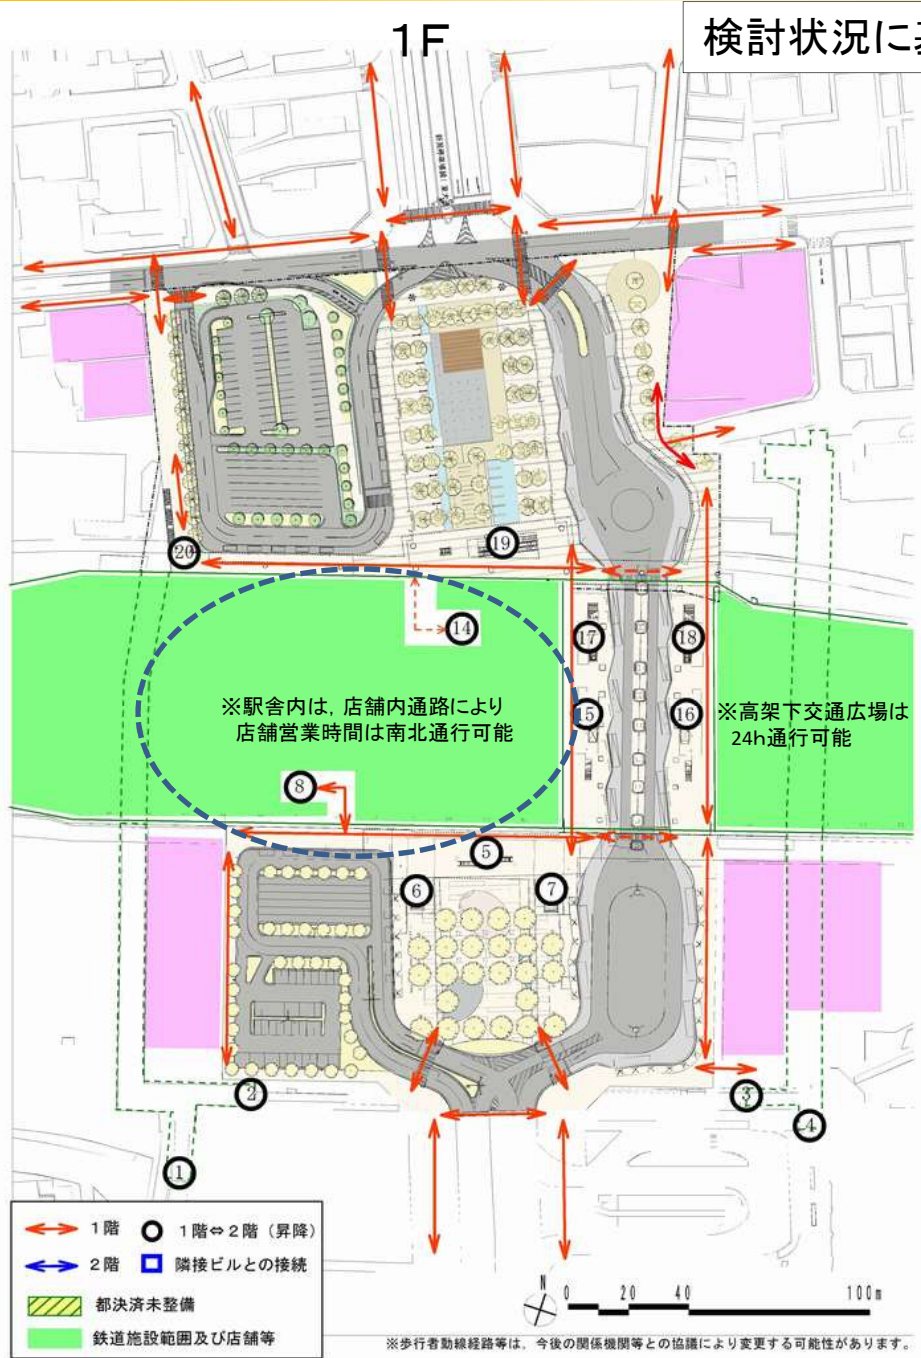 1F
検討状況に基
20
19
14
17
18
※駅舎内は，店舗内通路により
店舗営業時間は南北通行可能
15
16
※高架下交通広場は
24h通行可能
8
5
6
7
2
3
4
1
1階
1階⇔2階（昇降）
2階
隣接ビルとの接続
都決済未整備
鉄道施設範囲及び店舗等
N
0 20 40 100m
※歩行者動線経路等は，今後の関係機関等との協議により変更する可能性があります。